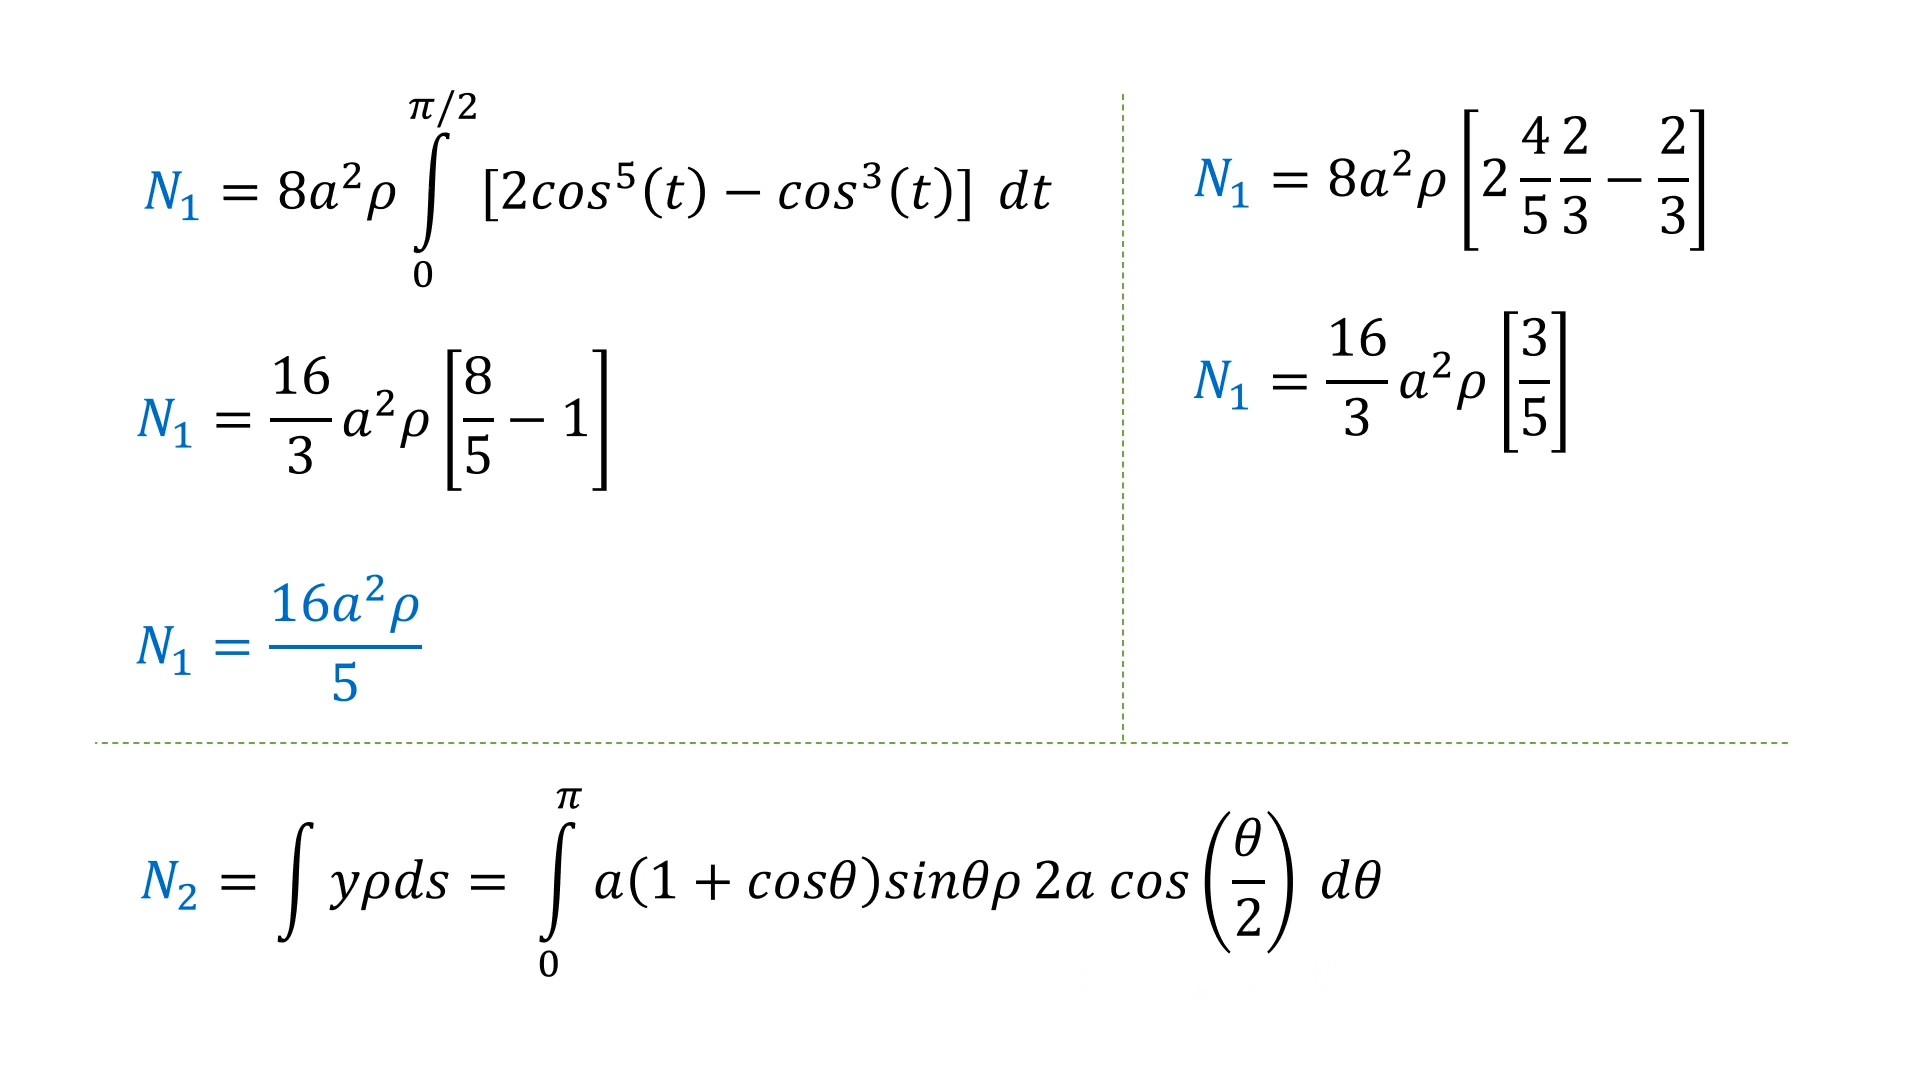 N₁ = 8a²ρ ∫₀^{π/2} [2cos⁵(t) − cos³(t)] dt
N₁ = 8a²ρ [2 4/5 2/3 − 2/3]
N₁ = 16/3 a²ρ [8/5 − 1]
N₁ = 16/3 a²ρ [3/5]
N₁ = 16a²ρ/5
N₂ = ∫ yρds = ∫₀^π a(1 + cosθ)sinθρ 2a cos(θ/2) dθ